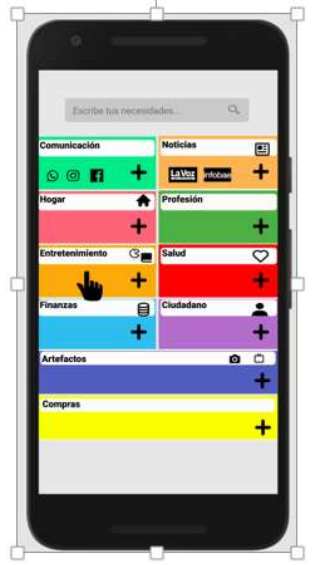 Escribe tus necesidades...
Comunicación
Noticias
La Voz
infobae
Hogar
Profesión
Entretenimiento
Salud
Finanzas
Ciudadano
Artefactos
Compras